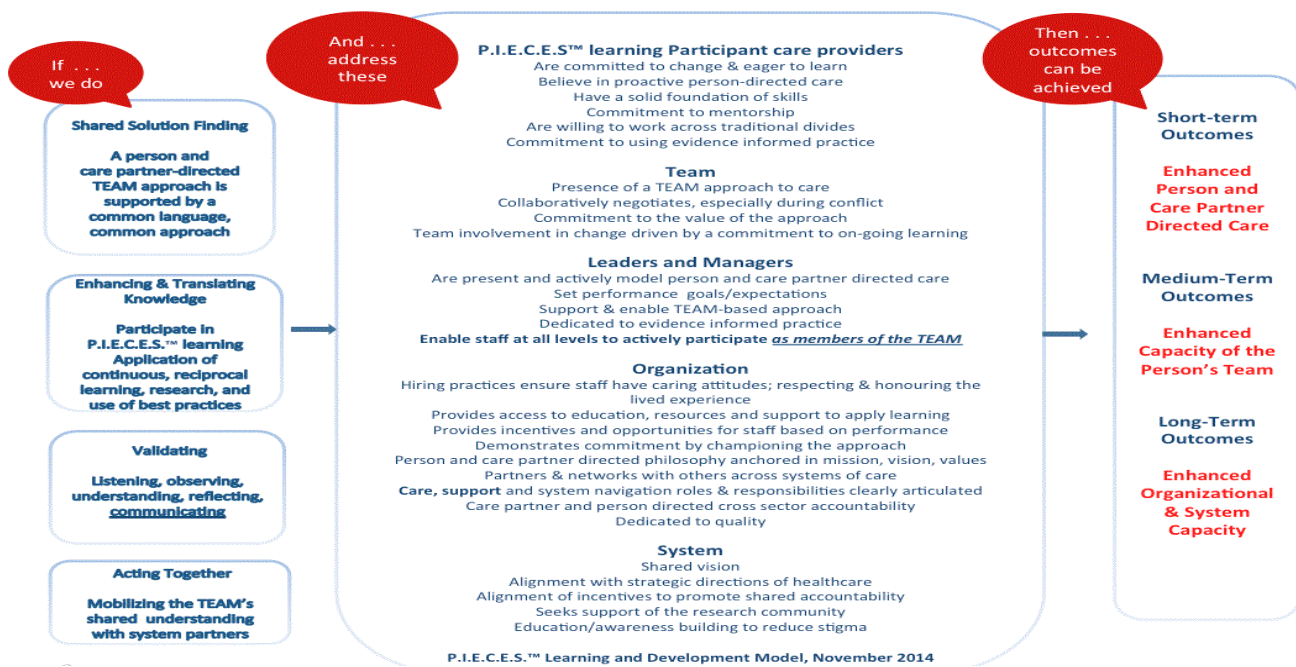 If . . .
we do
Shared Solution Finding
A person and
care partner-directed
TEAM approach is
supported by a
common language,
common approach
Enhancing & Translating
Knowledge
Participate in
P.I.E.C.E.S.™ learning
Application of
continuous, reciprocal
learning, research, and
use of best practices
Validating
Listening, observing,
understanding, reflecting,
communicating
Acting Together
Mobilizing the TEAM's
shared understanding
with system partners
And . . .
address
these
P.I.E.C.E.S™ learning Participant care providers
Are committed to change & eager to learn
Believe in proactive person-directed care
Have a solid foundation of skills
Commitment to mentorship
Are willing to work across traditional divides
Commitment to using evidence informed practice
Team
Presence of a TEAM approach to care
Collaboratively negotiates, especially during conflict
Commitment to the value of the approach
Team involvement in change driven by a commitment to on-going learning
Leaders and Managers
Are present and actively model person and care partner directed care
Set performance goals/expectations
Support & enable TEAM-based approach
Dedicated to evidence informed practice
Enable staff at all levels to actively participate as members of the TEAM
Organization
Hiring practices ensure staff have caring attitudes; respecting & honouring the
lived experience
Provides access to education, resources and support to apply learning
Provides incentives and opportunities for staff based on performance
Demonstrates commitment by championing the approach
Person and care partner directed philosophy anchored in mission, vision, values
Partners & networks with others across systems of care
Care, support and system navigation roles & responsibilities clearly articulated
Care partner and person directed cross sector accountability
Dedicated to quality
System
Shared vision
Alignment with strategic directions of healthcare
Alignment of incentives to promote shared accountability
Seeks support of the research community
Education/awareness building to reduce stigma
P.I.E.C.E.S.™ Learning and Development Model, November 2014
Then . . .
outcomes
can be
achieved
Short-term
Outcomes
Enhanced
Person and
Care Partner
Directed Care
Medium-Term
Outcomes
Enhanced
Capacity of the
Person's Team
Long-Term
Outcomes
Enhanced
Organizational
& System
Capacity